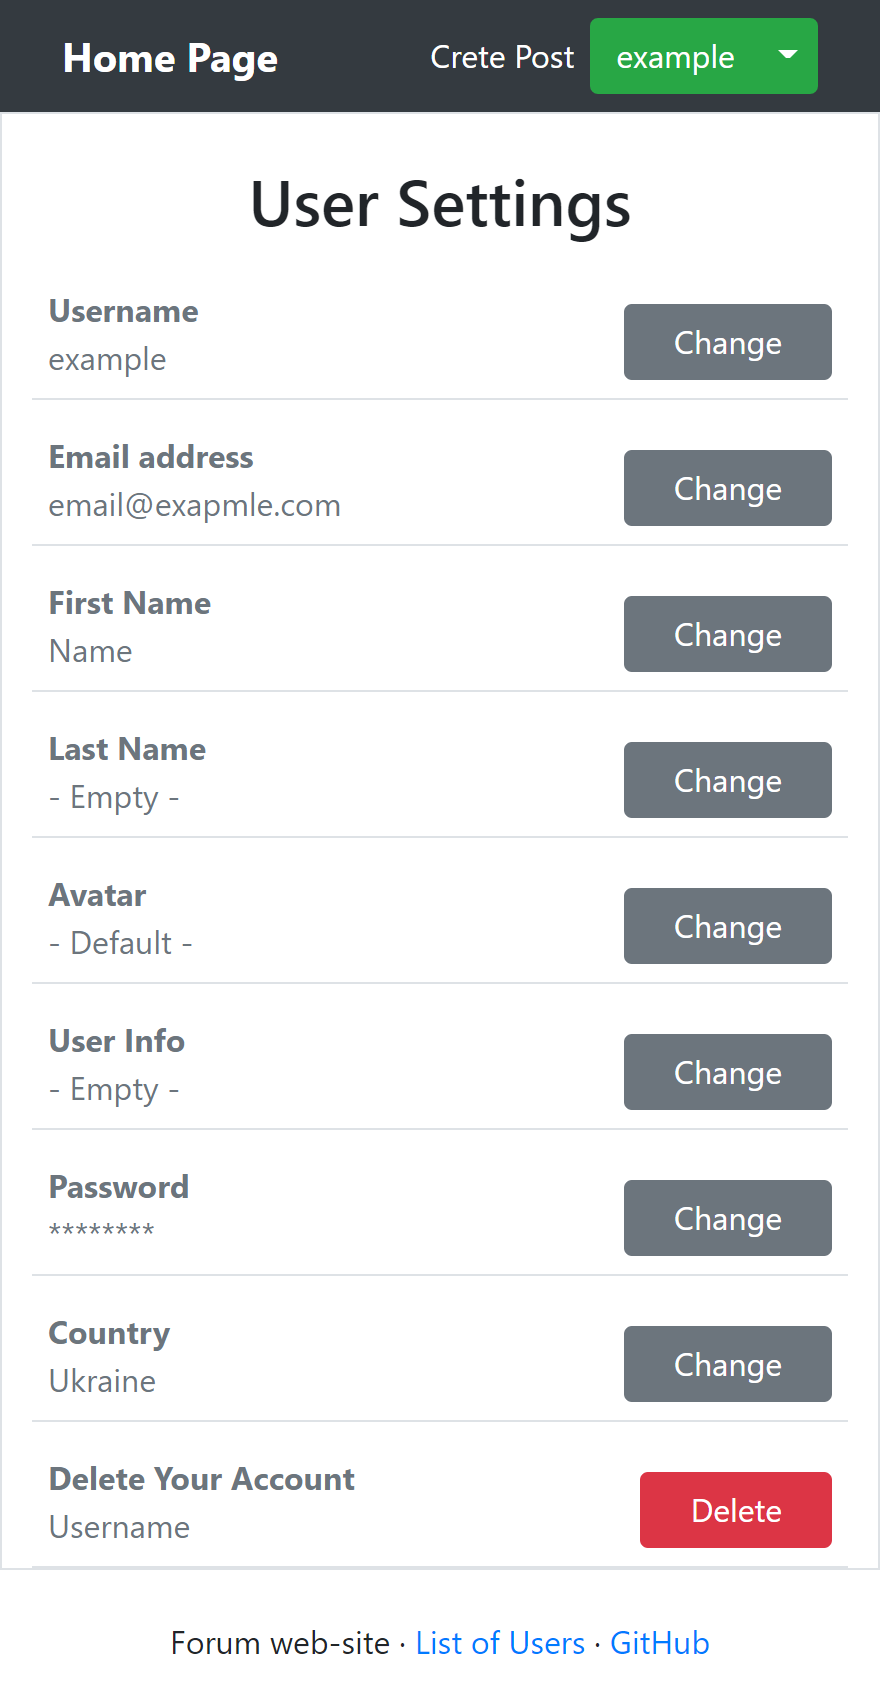 Home Page Crete Post example
User Settings
Username
example
Change
Email address
email@exapmle.com
Change
First Name
Name
Change
Last Name
- Empty -
Change
Avatar
- Default -
Change
User Info
- Empty -
Change
Password
********
Change
Country
Ukraine
Change
Delete Your Account
Username
Delete
Forum web-site · List of Users · GitHub